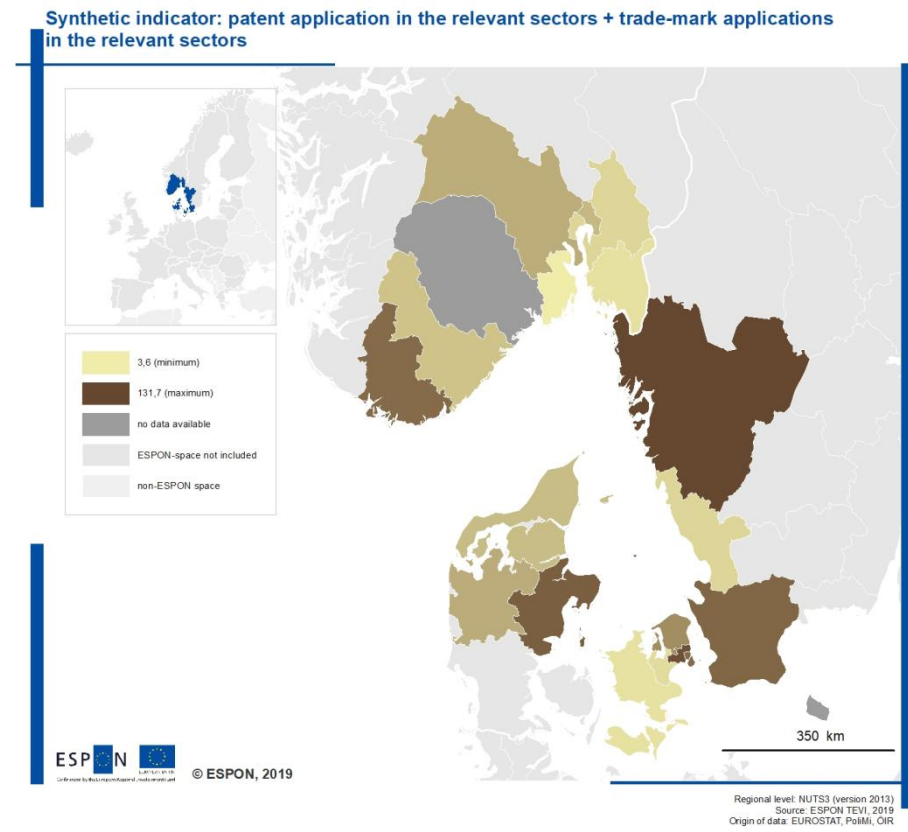 Synthetic indicator: patent application in the relevant sectors + trade-mark applications
in the relevant sectors
3,6 (minimum)
131,7 (maximum)
no data available
ESPON-space not included
non-ESPON space
350 km
ESPON
© ESPON, 2019
Regional level: NUTS3 (version 2013)
Source: ESPON TEVI, 2019
Origin of data: EUROSTAT, PoliMi, ÖIR